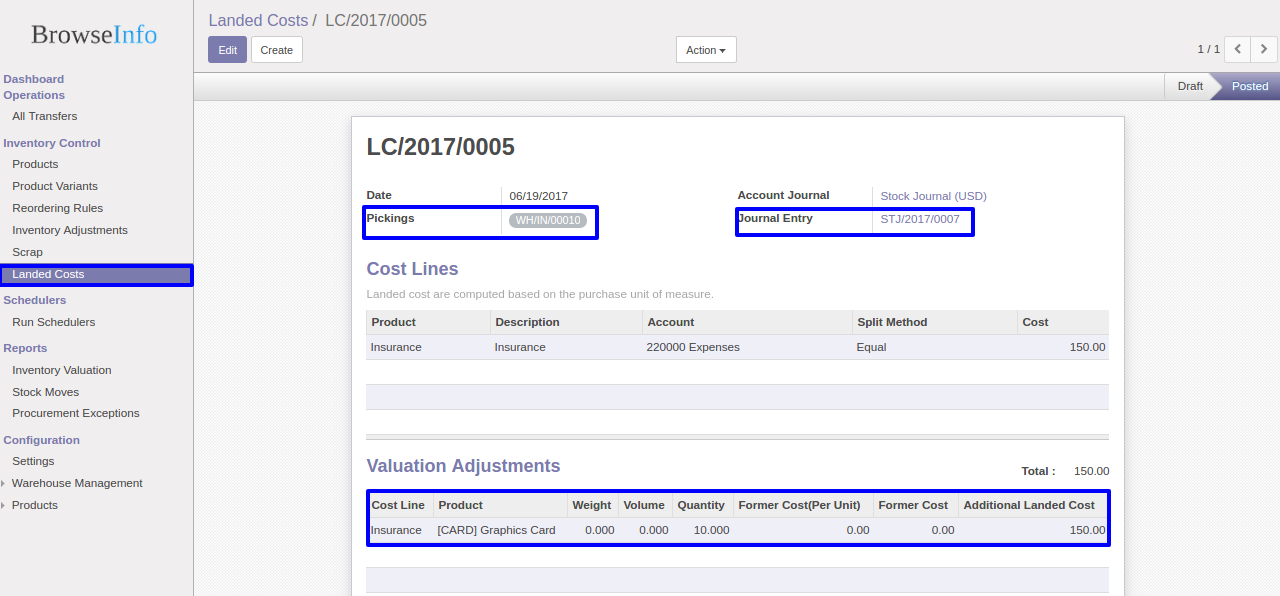 BrowseInfo
Dashboard
Operations
All Transfers
Inventory Control
Products
Product Variants
Reordering Rules
Inventory Adjustments
Scrap
Landed Costs
Schedulers
Run Schedulers
Reports
Inventory Valuation
Stock Moves
Procurement Exceptions
Configuration
Settings
Warehouse Management
Products
Landed Costs / LC/2017/0005
Edit Create Action 1 / 1
Draft Posted
LC/2017/0005
Date 06/19/2017 Account Journal Stock Journal (USD)
Pickings WH/IN/00010 Journal Entry STJ/2017/0007
Cost Lines
Landed cost are computed based on the purchase unit of measure.
Product Description Account Split Method Cost
Insurance Insurance 220000 Expenses Equal 150.00
Valuation Adjustments Total : 150.00
Cost Line Product Weight Volume Quantity Former Cost(Per Unit) Former Cost Additional Landed Cost
Insurance [CARD] Graphics Card 0.000 0.000 10.000 0.00 0.00 150.00